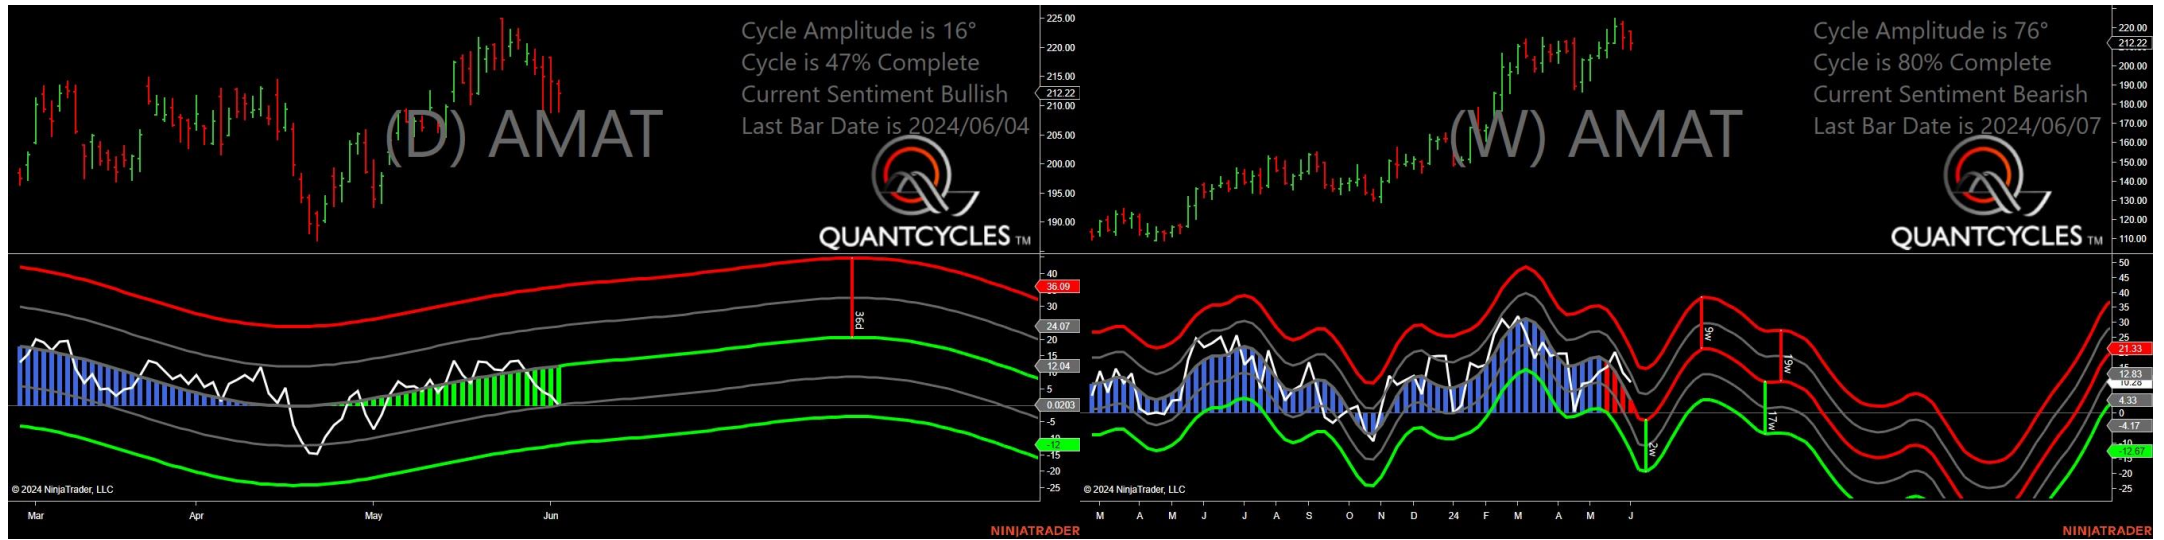 Cycle Amplitude is 16°
Cycle is 47% Complete
Current Sentiment Bullish
Last Bar Date is 2024/06/04
(D) AMAT
QUANTCYCLES TM
225.00
220.00
215.00
212.22
210.00
205.00
200.00
195.00
190.00
40
36.09
30
24.07
20
15
12.04
5
0.0203
-5
-12
-15
-20
-25
36d
© 2024 NinjaTrader, LLC
Mar Apr May Jun
NINJATRADER
Cycle Amplitude is 76°
Cycle is 80% Complete
Current Sentiment Bearish
Last Bar Date is 2024/06/07
(W) AMAT
QUANTCYCLES TM
220.00
212.22
200.00
190.00
180.00
170.00
160.00
150.00
140.00
130.00
120.00
110.00
50
45
40
35
30
25
21.33
12.83
10.28
4.33
0
-4.17
-12.67
-20
-25
9w
19w
17w
2w
© 2024 NinjaTrader, LLC
M A M J J A S O N D 24 F M A M J
NINJATRADER